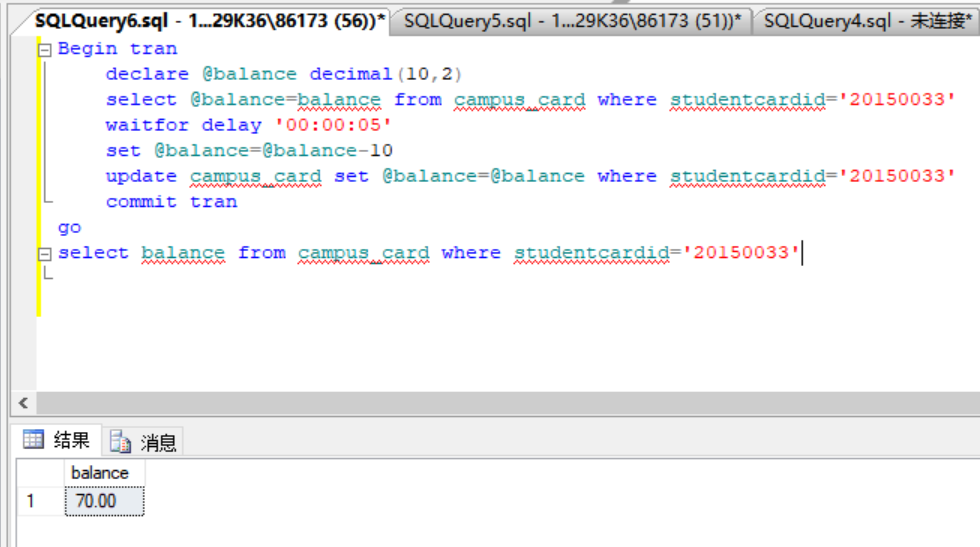 SQLQuery6.sql - 1...29K36\86173 (56))* SQLQuery5.sql - 1...29K36\86173 (51))* SQLQuery4.sql - 未连接*
Begin tran
declare @balance decimal(10,2)
select @balance=balance from campus_card where studentcardid='20150033'
waitfor delay '00:00:05'
set @balance=@balance-10
update campus_card set @balance=@balance where studentcardid='20150033'
commit tran
go
select balance from campus_card where studentcardid='20150033'
结果 消息
balance
1 70.00